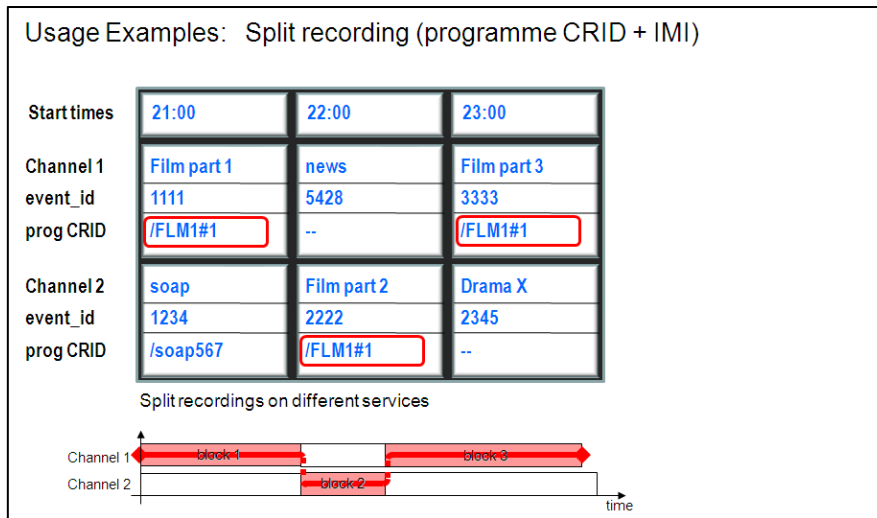 Usage Examples: Split recording (programme CRID + IMI)
Start times 21:00 22:00 23:00
Channel 1 Film part 1 news Film part 3
event_id 1111 5428 3333
prog CRID /FLM1#1 -- /FLM1#1
Channel 2 soap Film part 2 Drama X
event_id 1234 2222 2345
prog CRID /soap567 /FLM1#1 --
Split recordings on different services
Channel 1 block 1 block 3
Channel 2 block 2
time